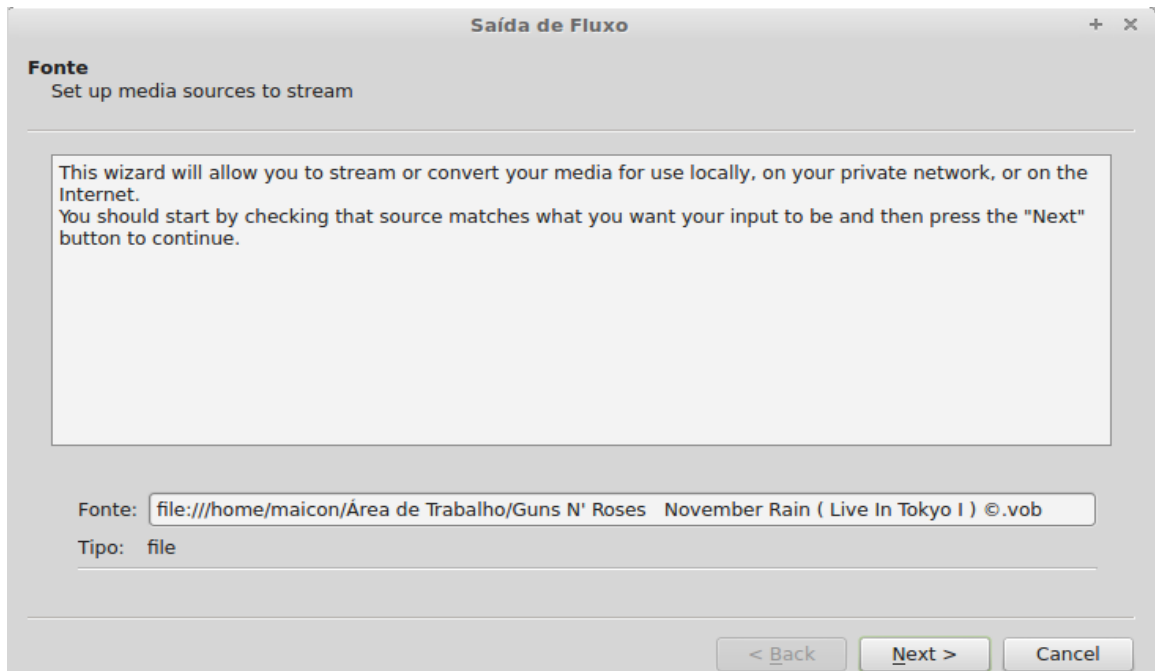 Saída de Fluxo
Fonte
Set up media sources to stream
This wizard will allow you to stream or convert your media for use locally, on your private network, or on the
Internet.
You should start by checking that source matches what you want your input to be and then press the "Next"
button to continue.
Fonte: file:///home/maicon/Área de Trabalho/Guns N' Roses   November Rain ( Live In Tokyo I ) ©.vob
Tipo: file
< Back Next > Cancel